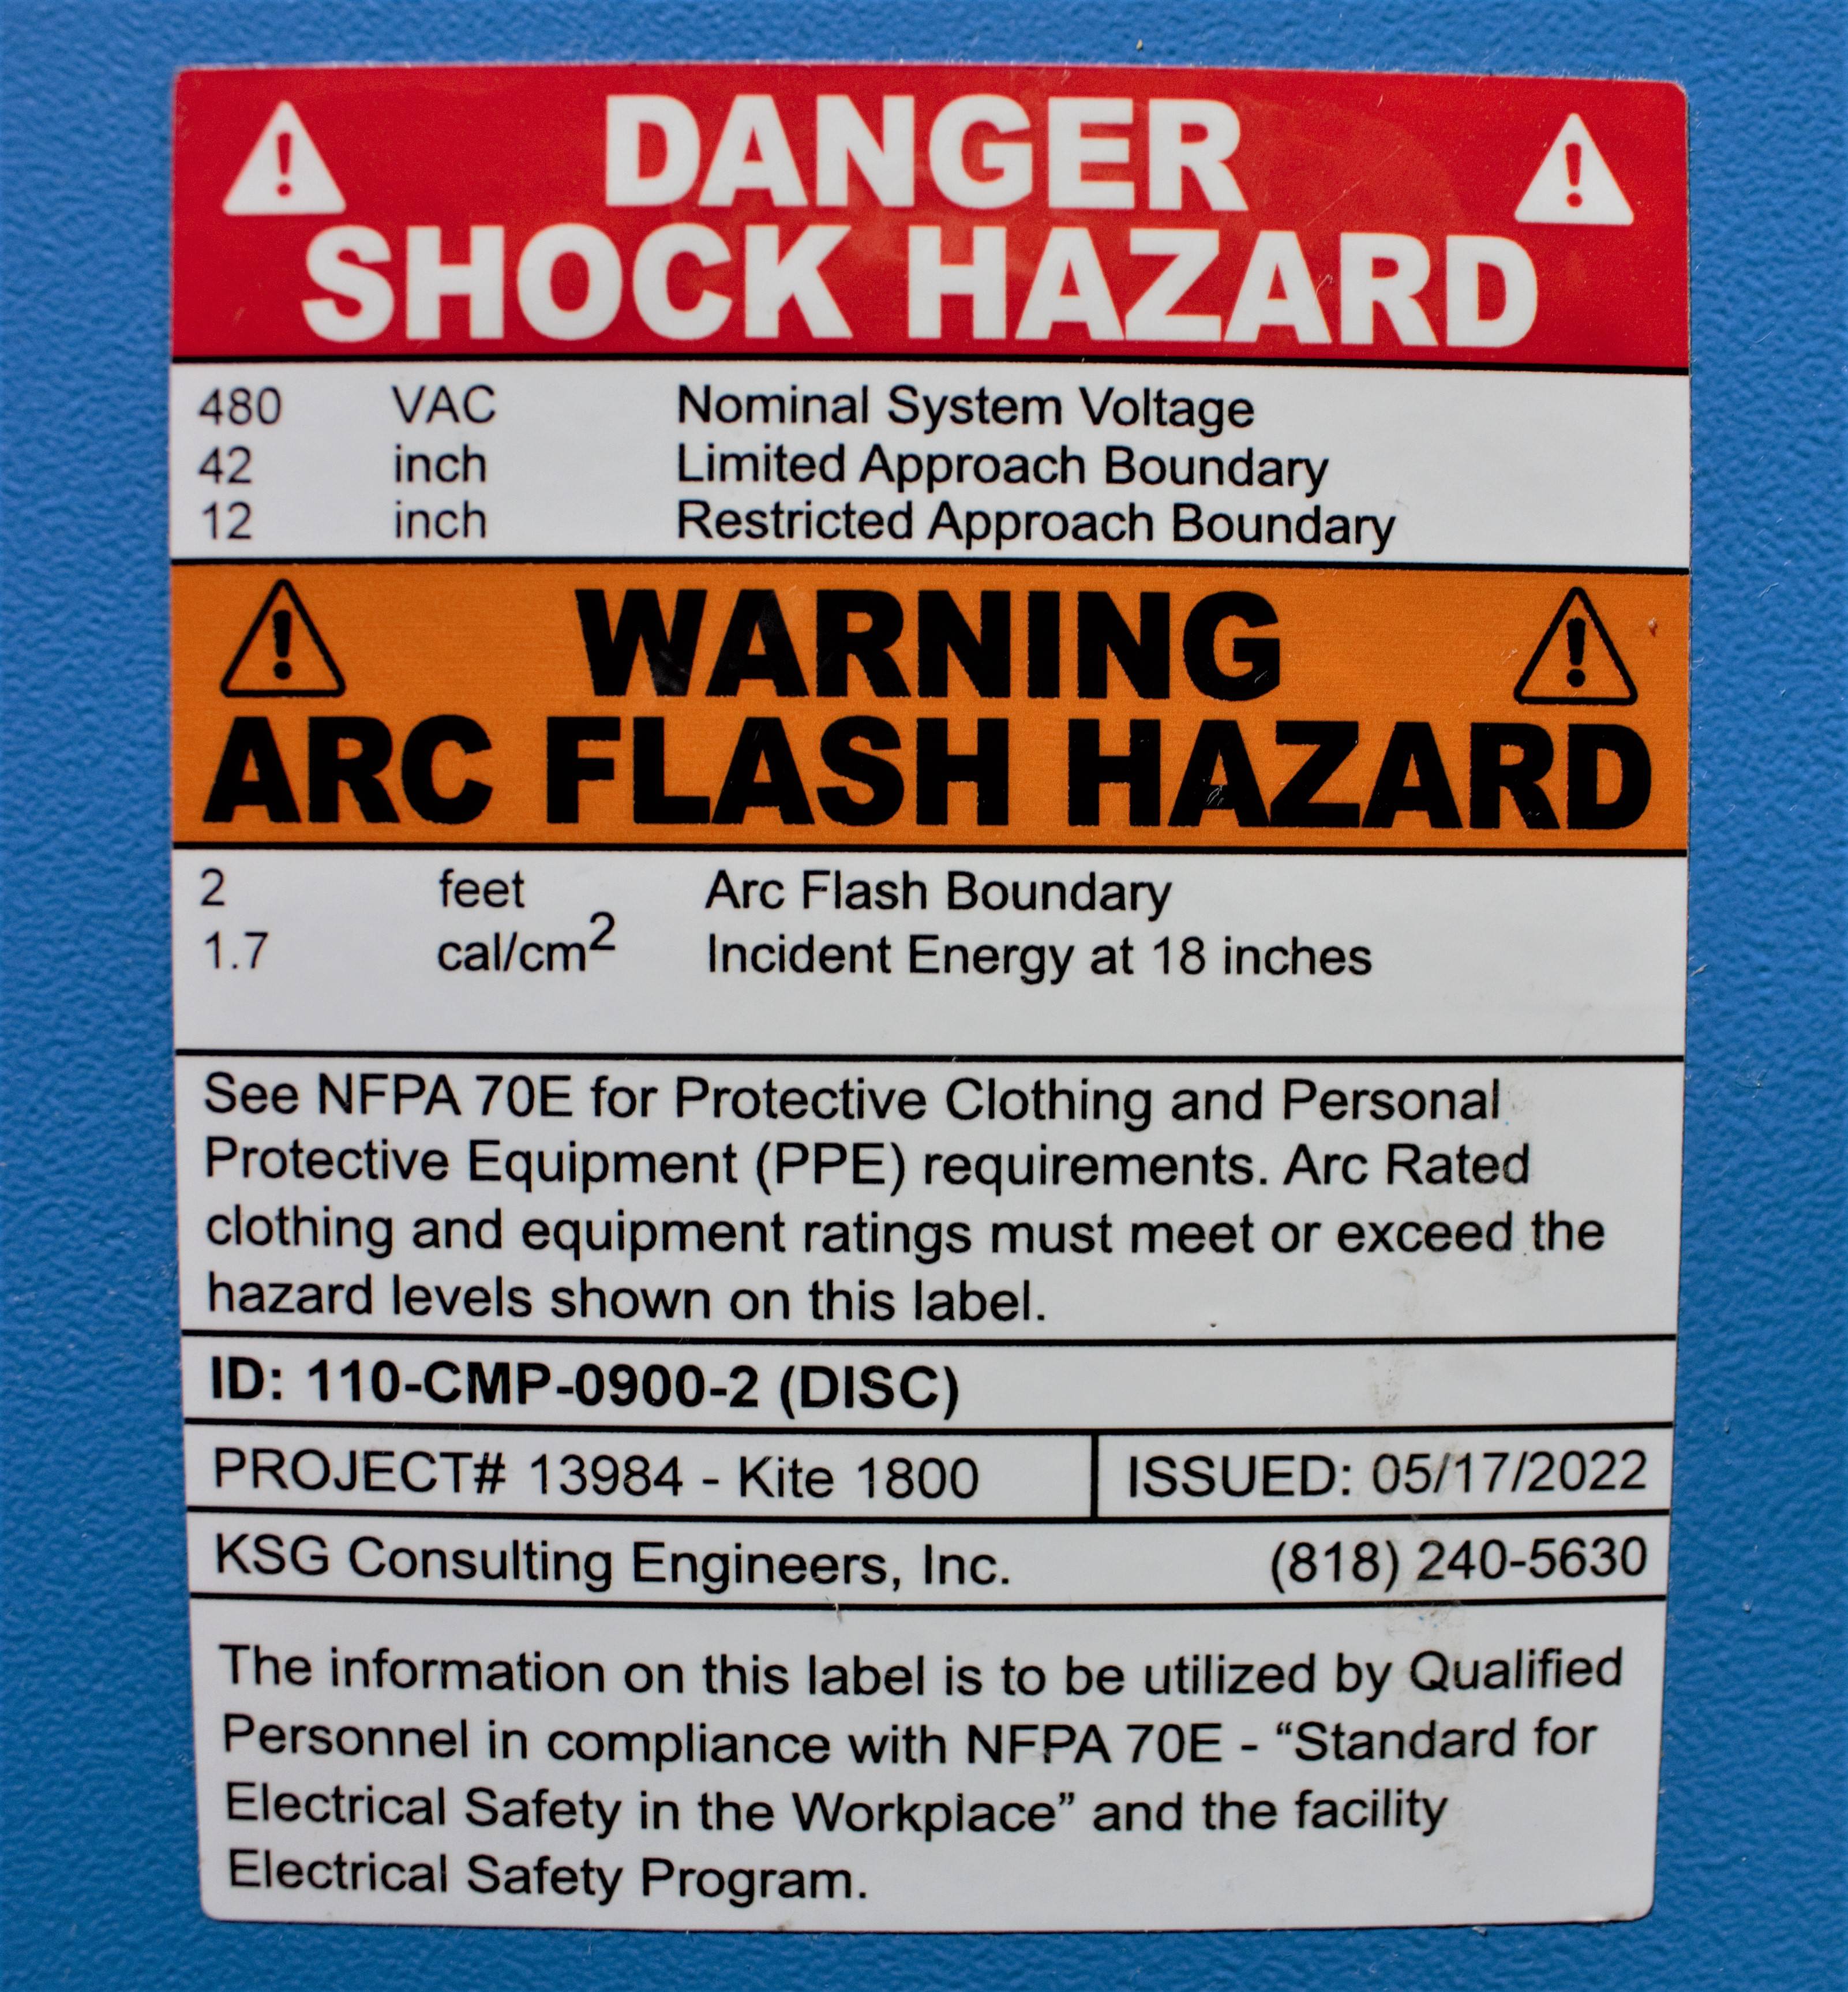 DANGER
SHOCK HAZARD
480 VAC Nominal System Voltage
42 inch Limited Approach Boundary
12 inch Restricted Approach Boundary
WARNING
ARC FLASH HAZARD
2 feet Arc Flash Boundary
1.7 cal/cm² Incident Energy at 18 inches
See NFPA 70E for Protective Clothing and Personal
Protective Equipment (PPE) requirements. Arc Rated
clothing and equipment ratings must meet or exceed the
hazard levels shown on this label.
ID: 110-CMP-0900-2 (DISC)
PROJECT# 13984 - Kite 1800 ISSUED: 05/17/2022
KSG Consulting Engineers, Inc. (818) 240-5630
The information on this label is to be utilized by Qualified
Personnel in compliance with NFPA 70E - “Standard for
Electrical Safety in the Workplace” and the facility
Electrical Safety Program.